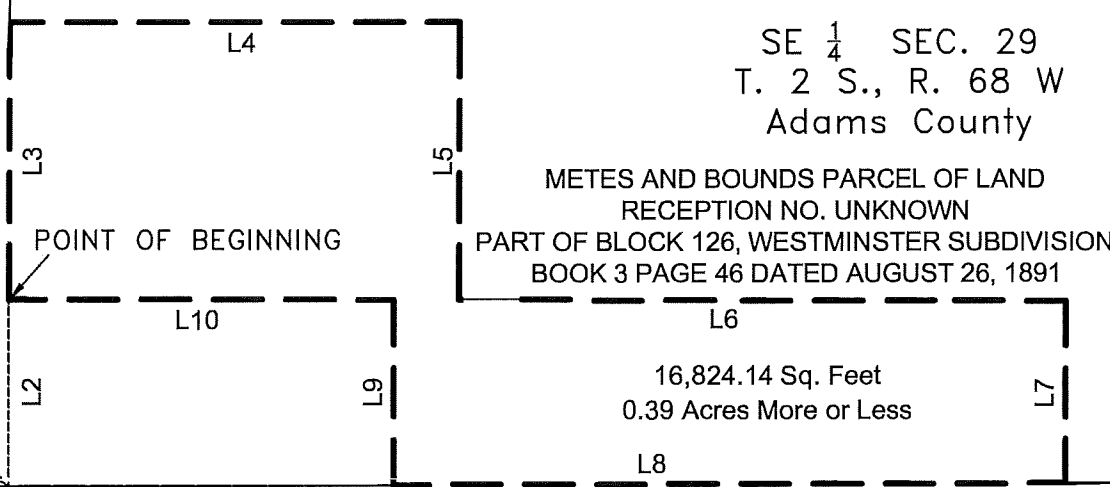 L4
SE 1/4 SEC. 29
T. 2 S., R. 68 W
Adams County
L3
L5
METES AND BOUNDS PARCEL OF LAND
RECEPTION NO. UNKNOWN
PART OF BLOCK 126, WESTMINSTER SUBDIVISION
BOOK 3 PAGE 46 DATED AUGUST 26, 1891
POINT OF BEGINNING
L10
L6
L2
L9
16,824.14 Sq. Feet
0.39 Acres More or Less
L7
L8